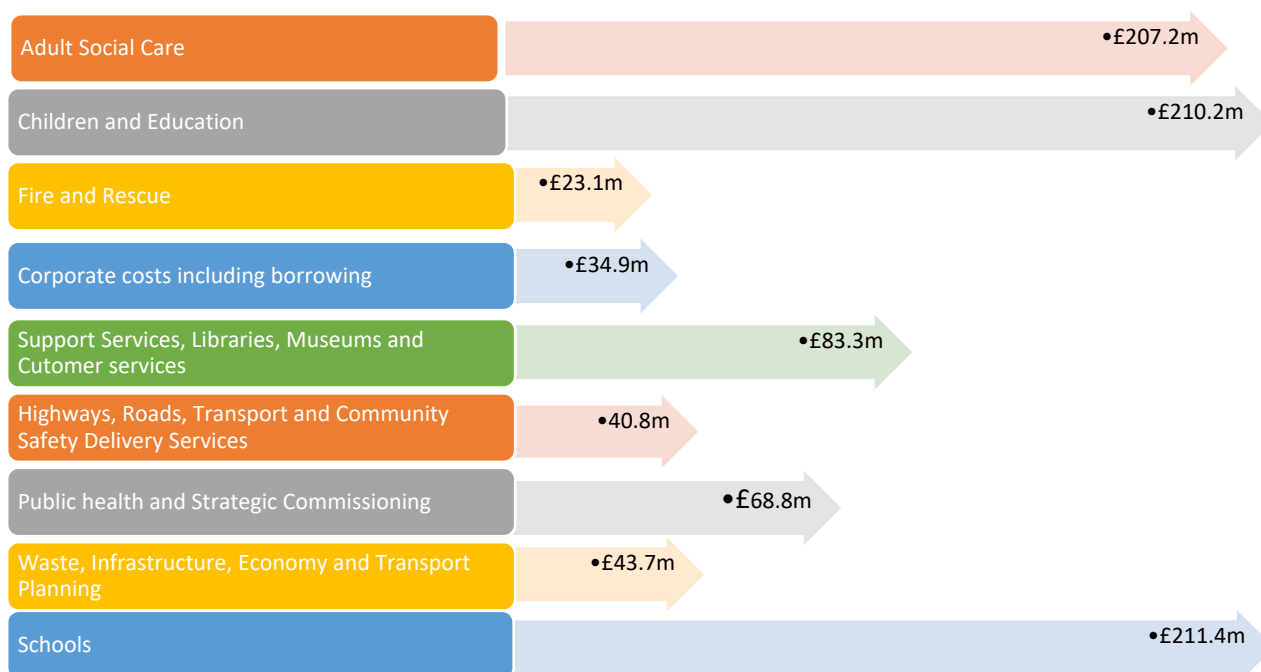 Adult Social Care
•£207.2m
Children and Education
•£210.2m
Fire and Rescue
•£23.1m
Corporate costs including borrowing
•£34.9m
Support Services, Libraries, Museums and
Cutomer services
•£83.3m
Highways, Roads, Transport and Community
Safety Delivery Services
•40.8m
Public health and Strategic Commissioning
•£68.8m
Waste, Infrastructure, Economy and Transport
Planning
•£43.7m
Schools
•£211.4m